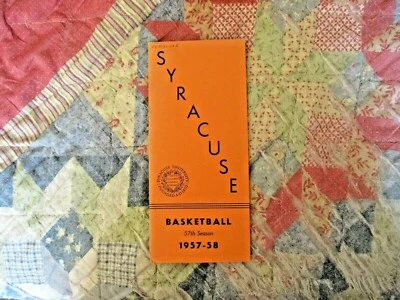 SYRACUSE
BASKETBALL
57th Season
1957-58